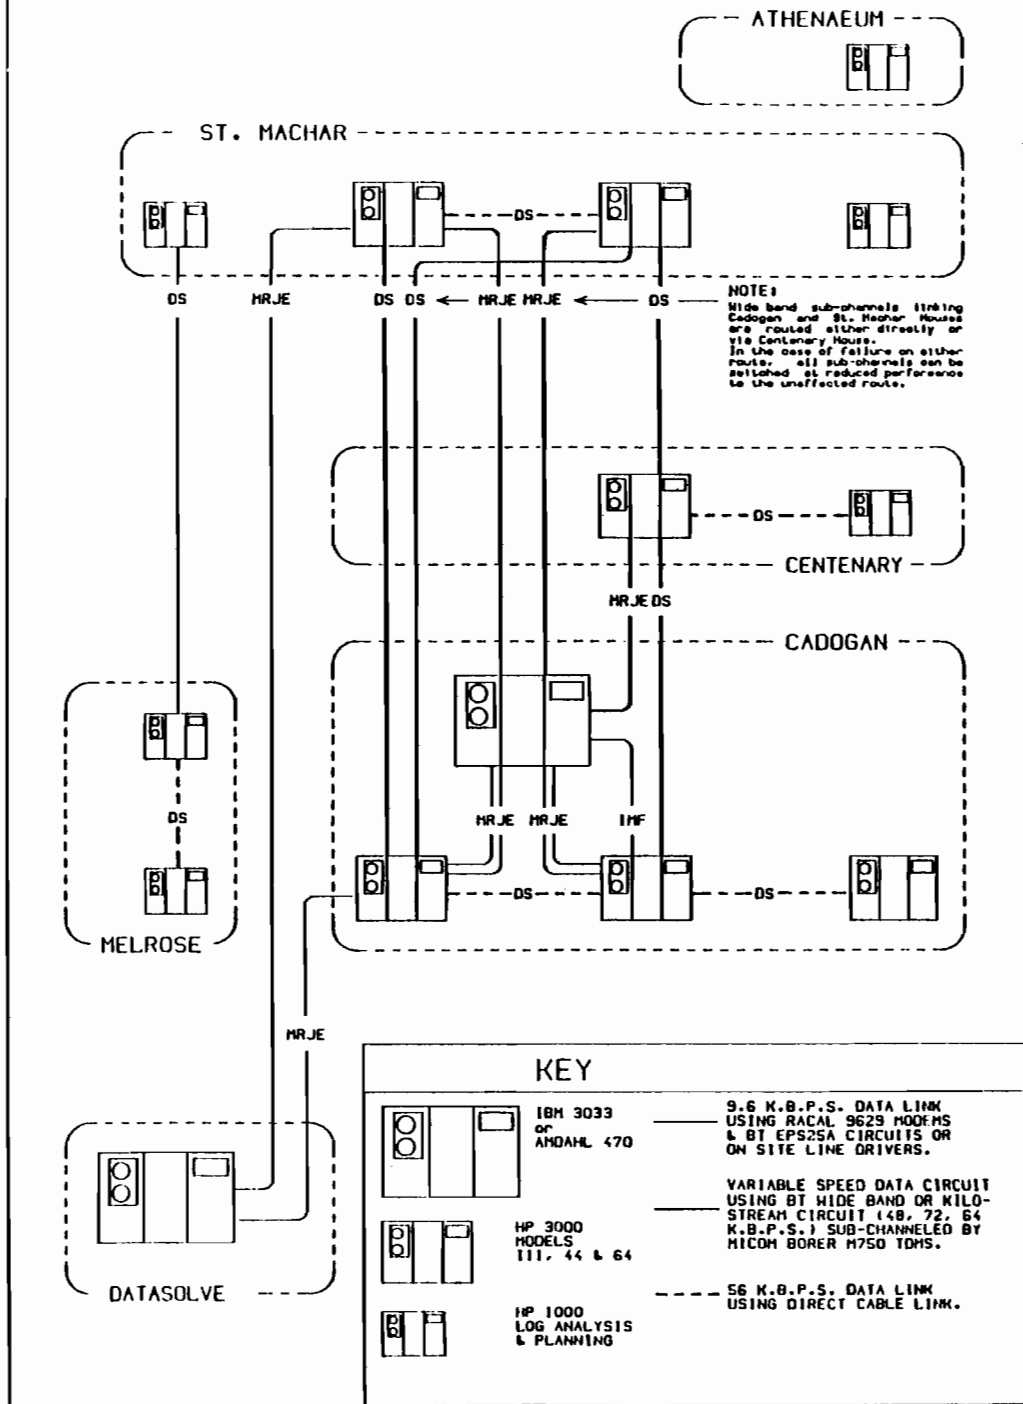 ATHENAEUM
ST. MACHAR
DS
DS MRJE DS DS MRJE MRJE DS
NOTE:
Wide band sub-channels linking
Cadogan and St. Machar Houses
are routed either directly or
via Centenary House.
In the case of failure on either
route, all sub-channels can be
switched at reduced performance
to the unaffected route.
DS
CENTENARY
MRJE DS
CADOGAN
DS
MRJE MRJE IMF
DS DS
MELROSE
MRJE
DATASOLVE
KEY
IBM 3033
or
AMDAHL 470
9.6 K.B.P.S. DATA LINK
USING RACAL 9629 MODEMS
& BT EPS25A CIRCUITS OR
ON SITE LINE DRIVERS.
HP 3000
MODELS
III, 44 & 64
VARIABLE SPEED DATA CIRCUIT
USING BT WIDE BAND OR KILO-
STREAM CIRCUIT (48, 72, 64
K.B.P.S.) SUB-CHANNELED BY
MICOM BORER M750 TDMS.
HP 1000
LOG ANALYSIS
& PLANNING
56 K.B.P.S. DATA LINK
USING DIRECT CABLE LINK.